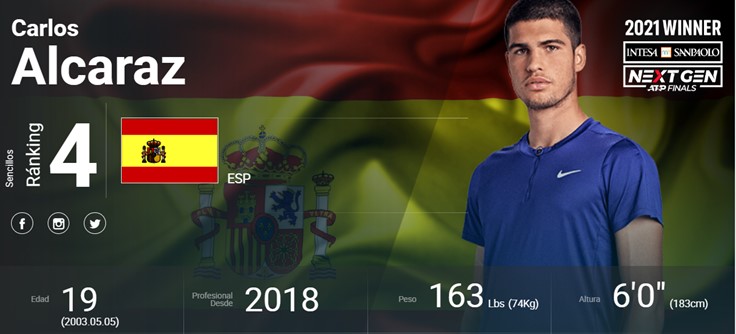 Carlos
Alcaraz
2021 WINNER
INTESA SANPAOLO
NEXT GEN
ATP FINALS
Sencillos
Ránking
4
ESP
Edad
19
(2003.05.05)
Profesional
Desde
2018
Peso
163 Lbs (74Kg)
Altura
6'0" (183cm)